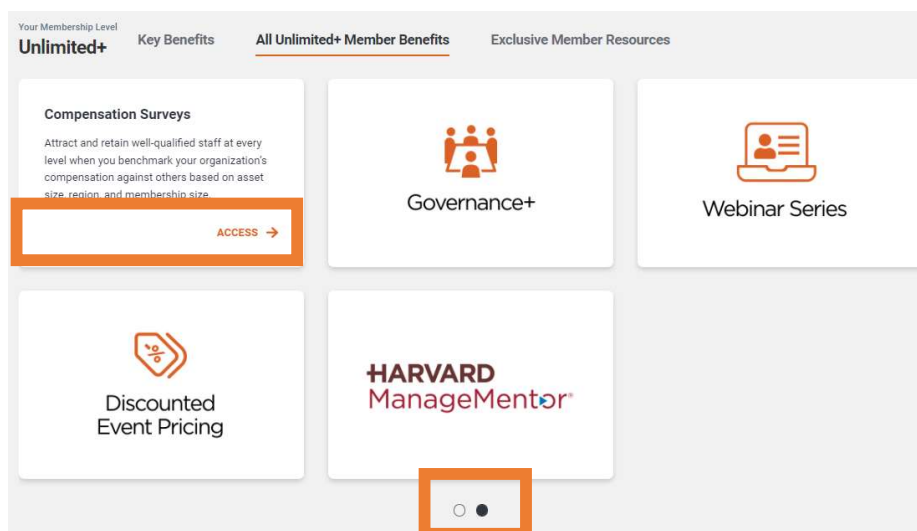 Your Membership Level
Unlimited+
Key Benefits
All Unlimited+ Member Benefits
Exclusive Member Resources
Compensation Surveys
Attract and retain well-qualified staff at every
level when you benchmark your organization's
compensation against others based on asset
size, region, and membership size.
ACCESS →
Governance+
Webinar Series
%
Discounted
Event Pricing
HARVARD
ManageMentor®